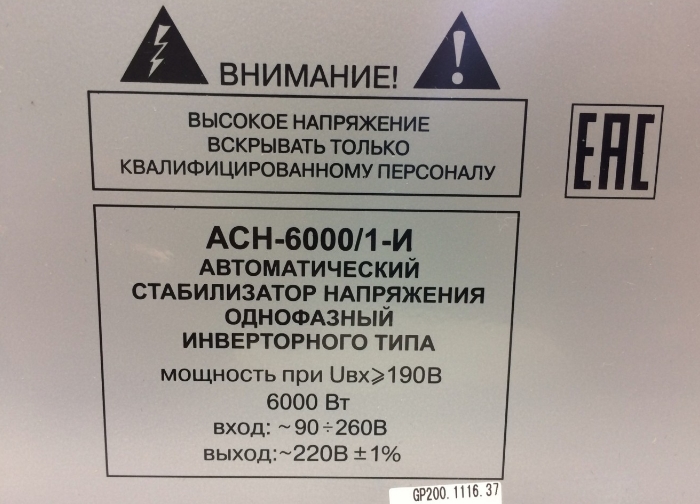 ВНИМАНИЕ!
ВЫСОКОЕ НАПРЯЖЕНИЕ
ВСКРЫВАТЬ ТОЛЬКО
КВАЛИФИЦИРОВАННОМУ ПЕРСОНАЛУ
ЕАС
АСН-6000/1-И
АВТОМАТИЧЕСКИЙ
СТАБИЛИЗАТОР НАПРЯЖЕНИЯ
ОДНОФАЗНЫЙ
ИНВЕРТОРНОГО ТИПА
мощность при Uвх⩾190В
6000 Вт
вход: ~90÷260В
выход:~220В ±1%
GP200.1116.37